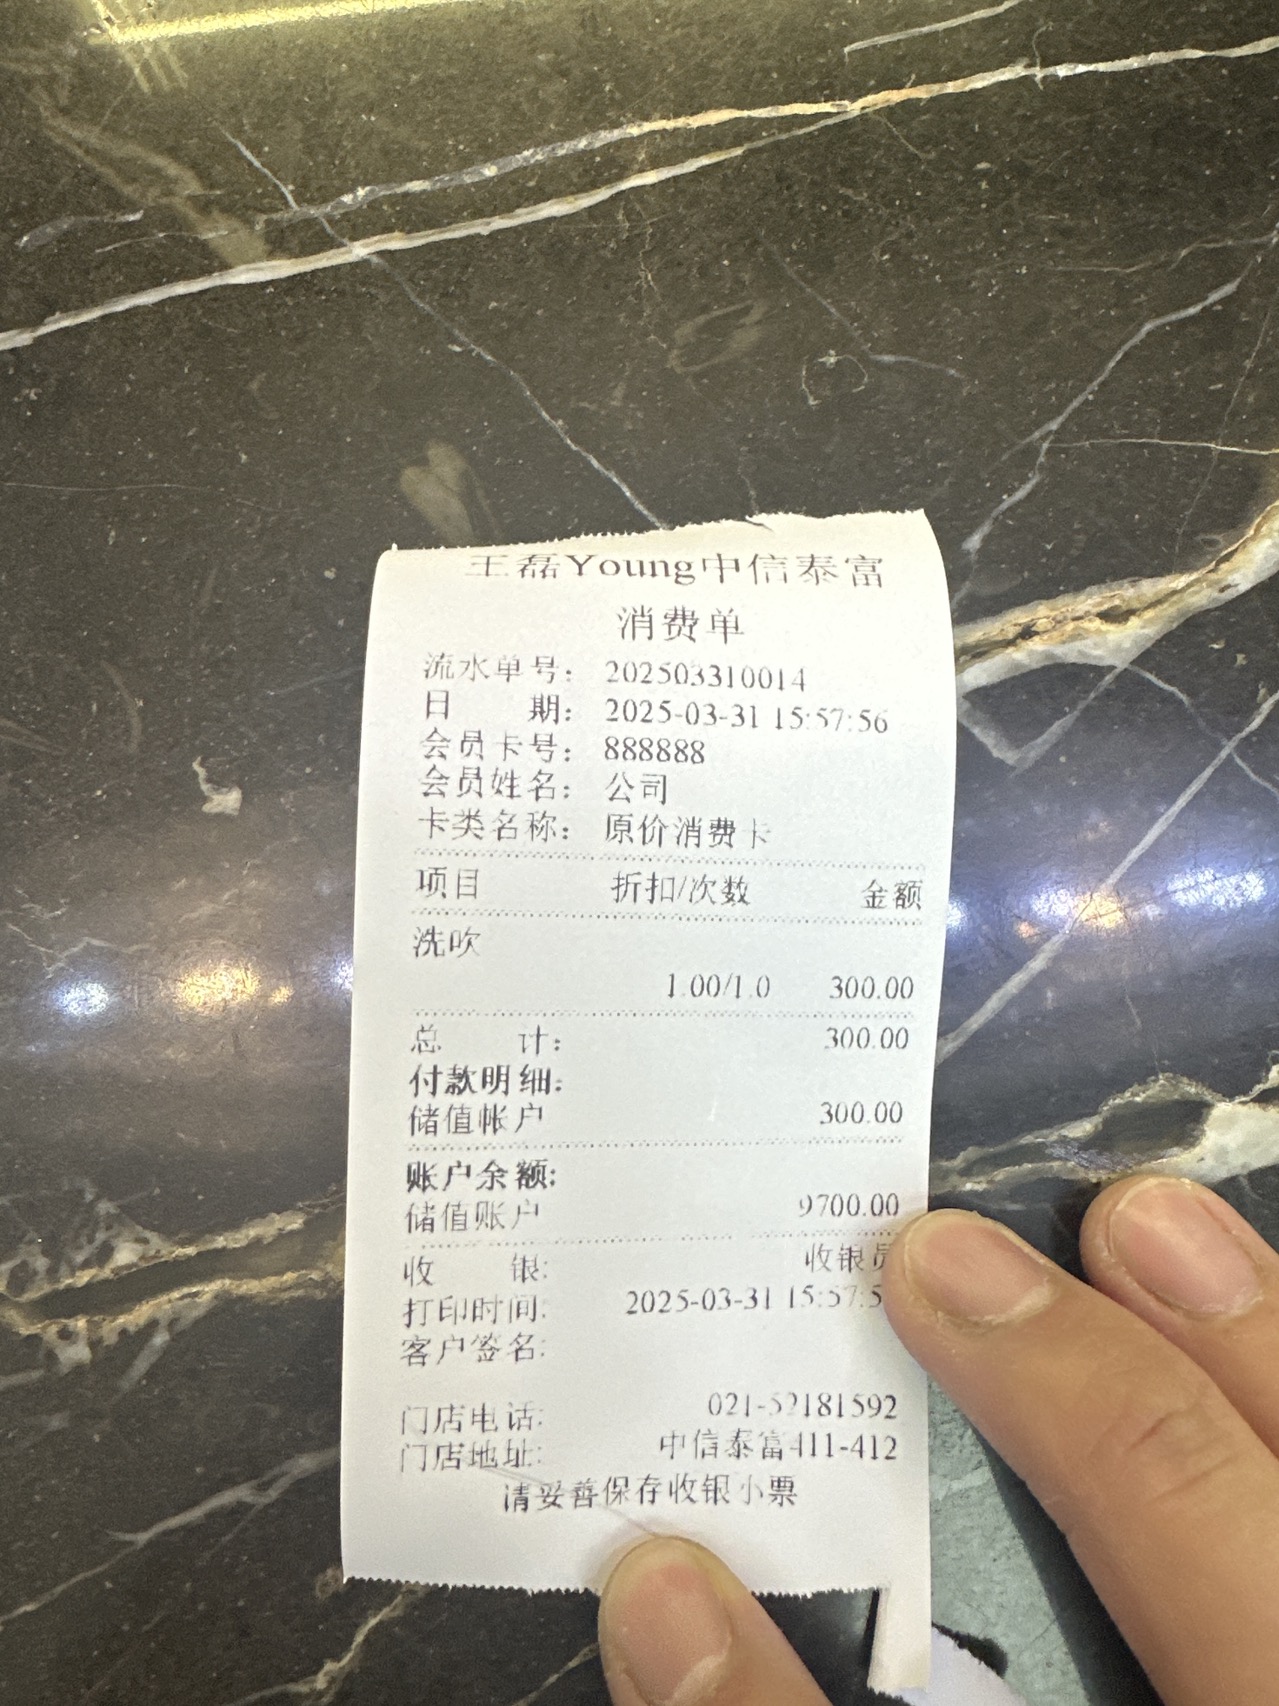 王磊Young中信泰富
消费单
流水单号： 202503310014
日 期： 2025-03-31 15:57:56
会员卡号： 888888
会员姓名： 公司
卡类名称： 原价消费卡
项目 折扣/次数 金额
洗吹
1.00/1.0 300.00
总 计： 300.00
付款明细：
储值帐户 300.00
账户余额：
储值账户 9700.00
收 银: 收银员
打印时间: 2025-03-31 15:57:5
客户签名:
门店电话: 021-52181592
门店地址: 中信泰富411-412
请妥善保存收银小票